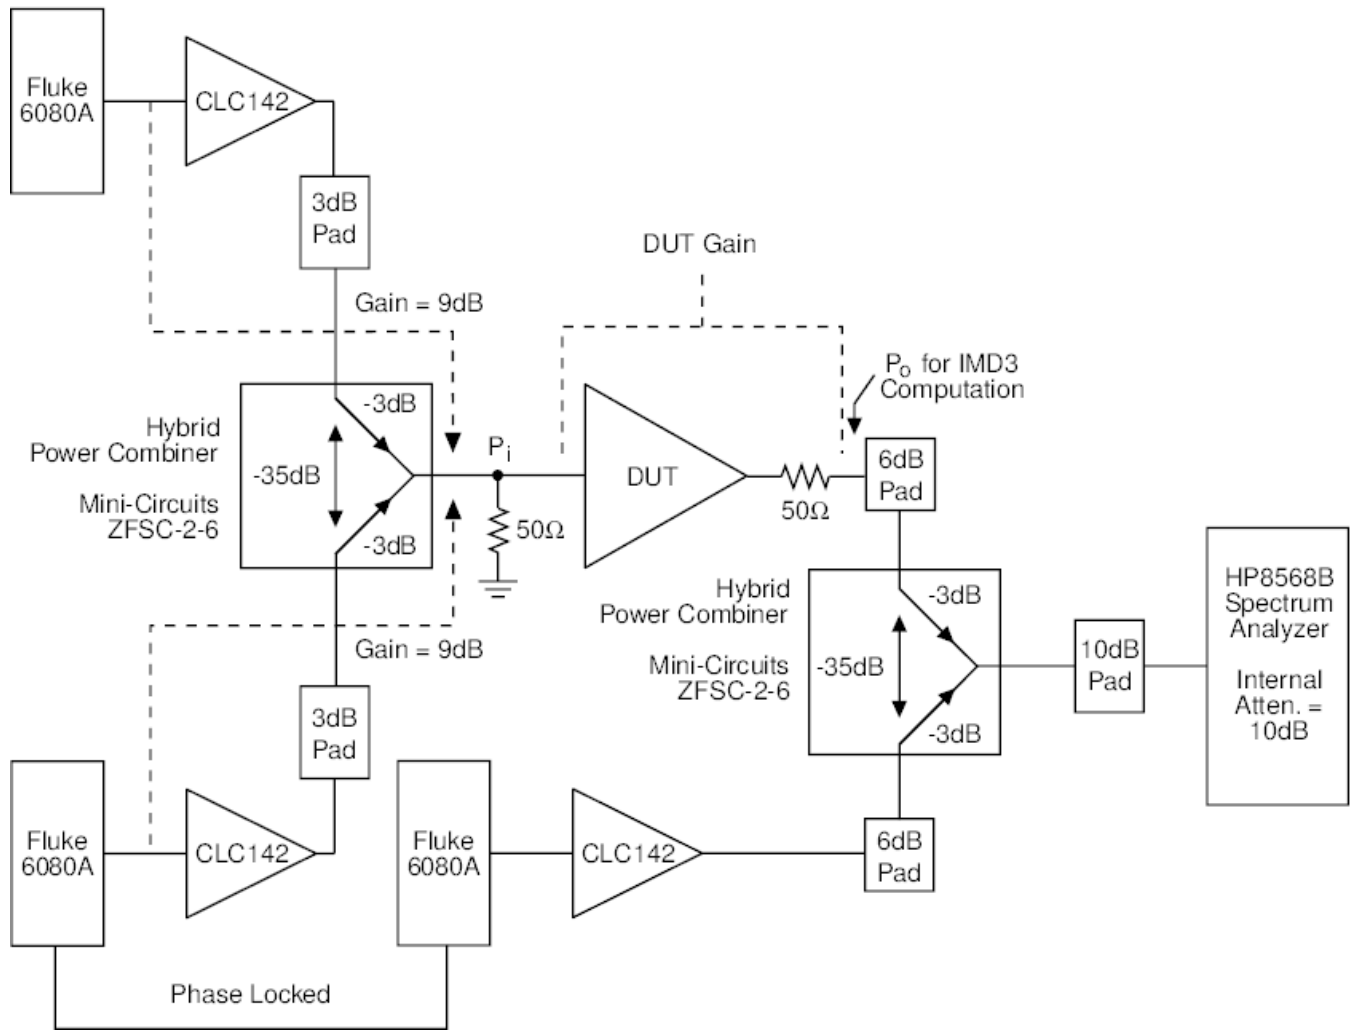 Fluke
6080A
CLC142
3dB
Pad
DUT Gain
Gain = 9dB
Po for IMD3
Computation
-3dB
Hybrid
Power Combiner
-35dB
Mini-Circuits
ZFSC-2-6
-3dB
Pi
50Ω
DUT
50Ω
6dB
Pad
Gain = 9dB
Hybrid
Power Combiner
-3dB
-35dB
Mini-Circuits
ZFSC-2-6
-3dB
10dB
Pad
HP8568B
Spectrum
Analyzer
Internal
Atten. =
10dB
3dB
Pad
Fluke
6080A
CLC142
Fluke
6080A
CLC142
6dB
Pad
Phase Locked